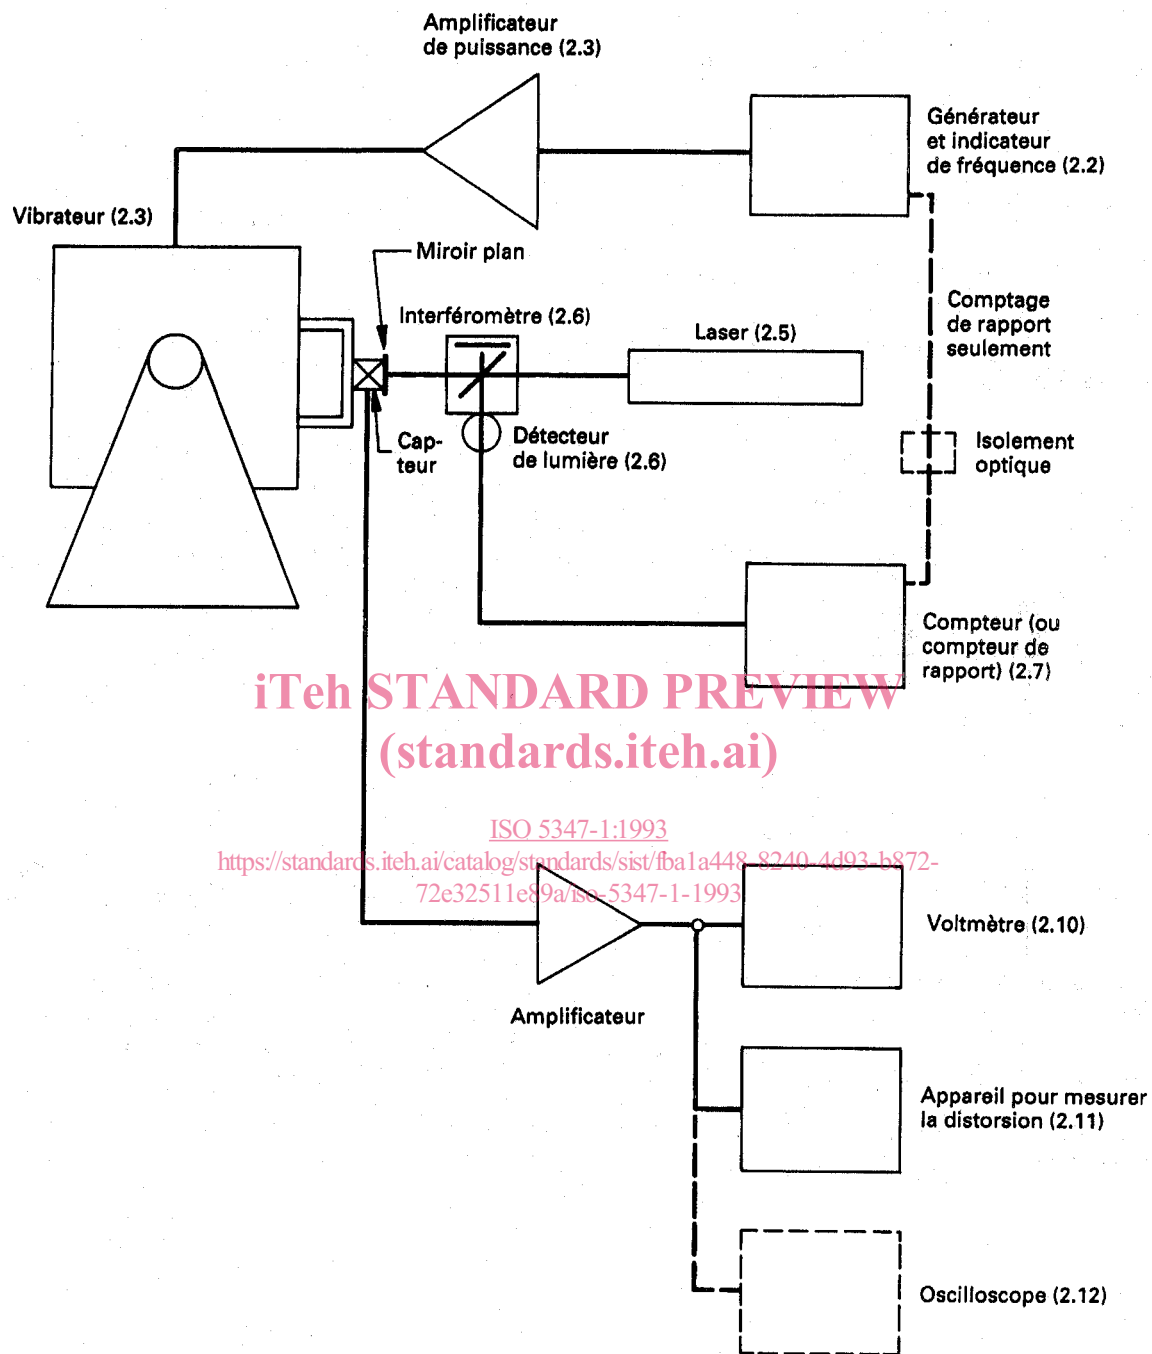 Amplificateur
de puissance (2.3)
Générateur
et indicateur
de fréquence (2.2)
Vibrateur (2.3)
Miroir plan
Interféromètre (2.6)
Laser (2.5)
Comptage
de rapport
seulement
Cap-
teur
Détecteur
de lumière (2.6)
Isolement
optique
Compteur (ou
compteur de
rapport) (2.7)
iTeh STANDARD PREVIEW
(standards.iteh.ai)
ISO 5347-1:1993
https://standards.iteh.ai/catalog/standards/sist/fba1a448-8240-4d93-b872-
72e32511e89a/iso-5347-1-1993
Voltmètre (2.10)
Amplificateur
Appareil pour mesurer
la distorsion (2.11)
Oscilloscope (2.12)